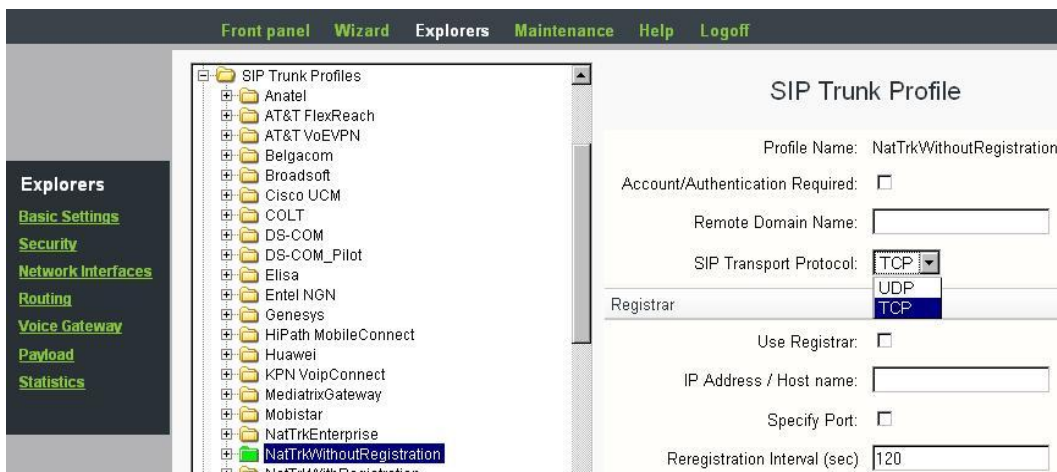 Front panel Wizard Explorers Maintenance Help Logoff
Explorers
Basic Settings
Security
Network Interfaces
Routing
Voice Gateway
Payload
Statistics
SIP Trunk Profiles
Anatel
AT&T FlexReach
AT&T VoEVPN
Belgacom
Broadsoft
Cisco UCM
COLT
DS-COM
DS-COM_Pilot
Elisa
Entel NGN
Genesys
HiPath MobileConnect
Huawei
KPN VoipConnect
MediatrixGateway
Mobistar
NatTrkEnterprise
NatTrkWithoutRegistration
NatTrkWithRegistration
SIP Trunk Profile
Profile Name: NatTrkWithoutRegistration
Account/Authentication Required:
Remote Domain Name:
SIP Transport Protocol: TCP
UDP
TCP
Registrar
Use Registrar:
IP Address / Host name:
Specify Port:
Reregistration Interval (sec) 120